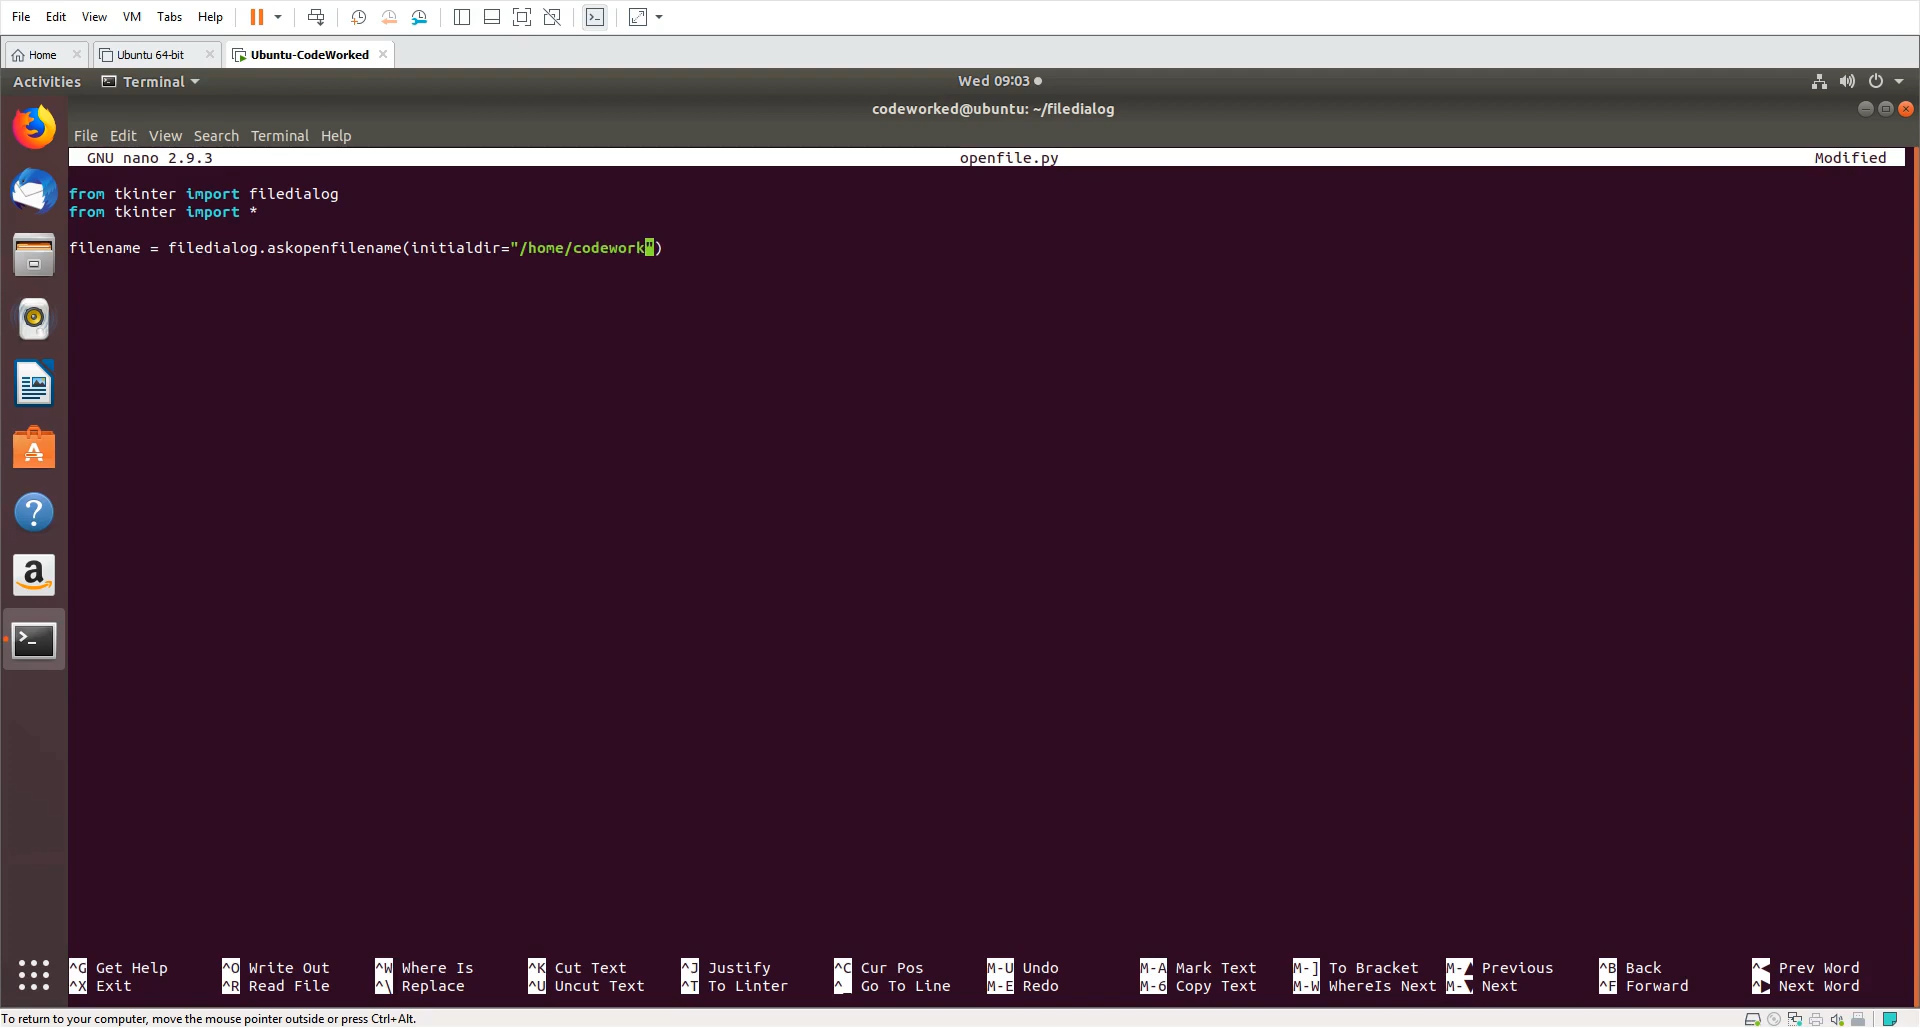 File Edit View VM Tabs Help
Home Ubuntu 64-bit Ubuntu-CodeWorked
Activities Terminal Wed 09:03
codeworked@ubuntu: ~/filedialog
File Edit View Search Terminal Help
GNU nano 2.9.3 openfile.py Modified
from tkinter import filedialog
from tkinter import *
filename = filedialog.askopenfilename(initialdir="/home/codework")
^G Get Help ^O Write Out ^W Where Is ^K Cut Text ^J Justify ^C Cur Pos M-U Undo M-A Mark Text M-] To Bracket M-▲ Previous ^B Back ^◀ Prev Word
^X Exit ^R Read File ^\ Replace ^U Uncut Text ^T To Linter ^_ Go To Line M-E Redo M-6 Copy Text M-W WhereIs Next M-▼ Next ^F Forward ^▶ Next Word
To return to your computer, move the mouse pointer outside or press Ctrl+Alt.